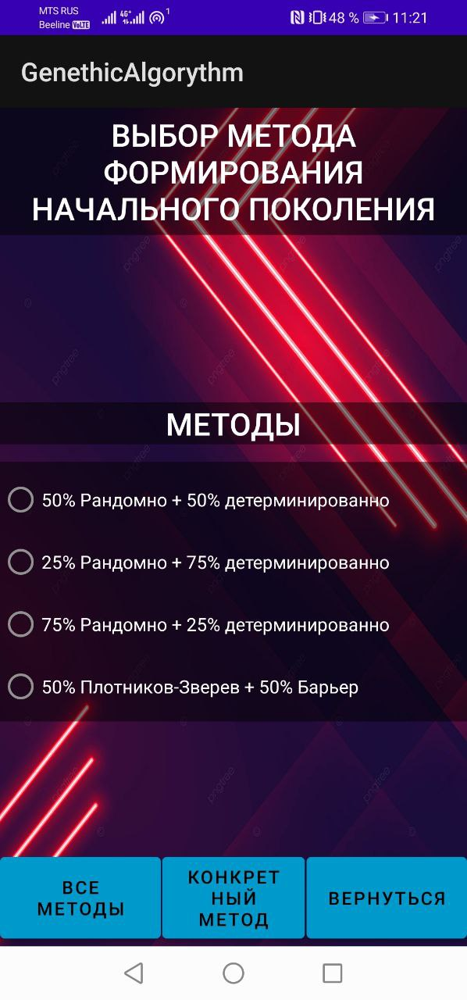 MTS RUS
Beeline VoLTE
4G+
1
48 %
11:21
GenethicAlgorythm
ВЫБОР МЕТОДА
ФОРМИРОВАНИЯ
НАЧАЛЬНОГО ПОКОЛЕНИЯ
МЕТОДЫ
50% Рандомно + 50% детерминированно
25% Рандомно + 75% детерминированно
75% Рандомно + 25% детерминированно
50% Плотников-Зверев + 50% Барьер
ВСЕ
МЕТОДЫ
КОНКРЕТ
НЫЙ
МЕТОД
ВЕРНУТЬСЯ
pngtree